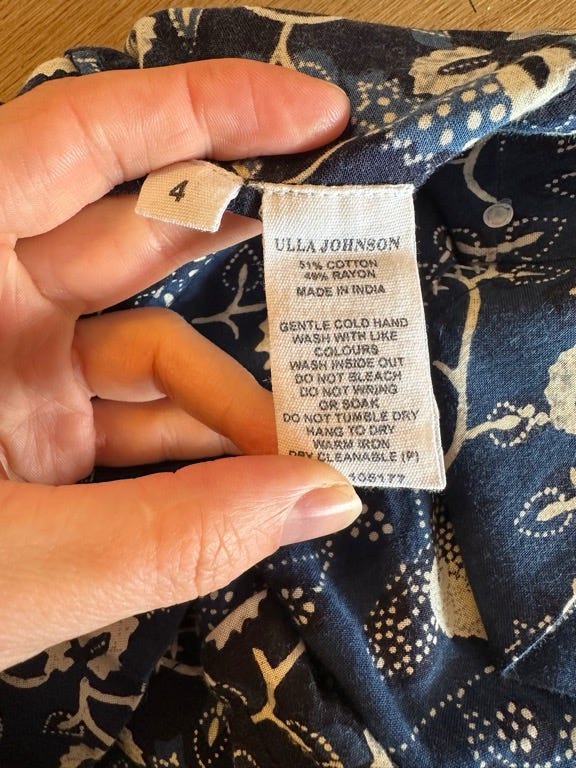 4
ULLA JOHNSON
51% COTTON
49% RAYON
MADE IN INDIA
GENTLE COLD HAND
WASH WITH LIKE
COLOURS
WASH INSIDE OUT
DO NOT BLEACH
DO NOT WRING
OR SOAK
DO NOT TUMBLE DRY
HANG TO DRY
WARM IRON
DRY CLEANABLE (P)